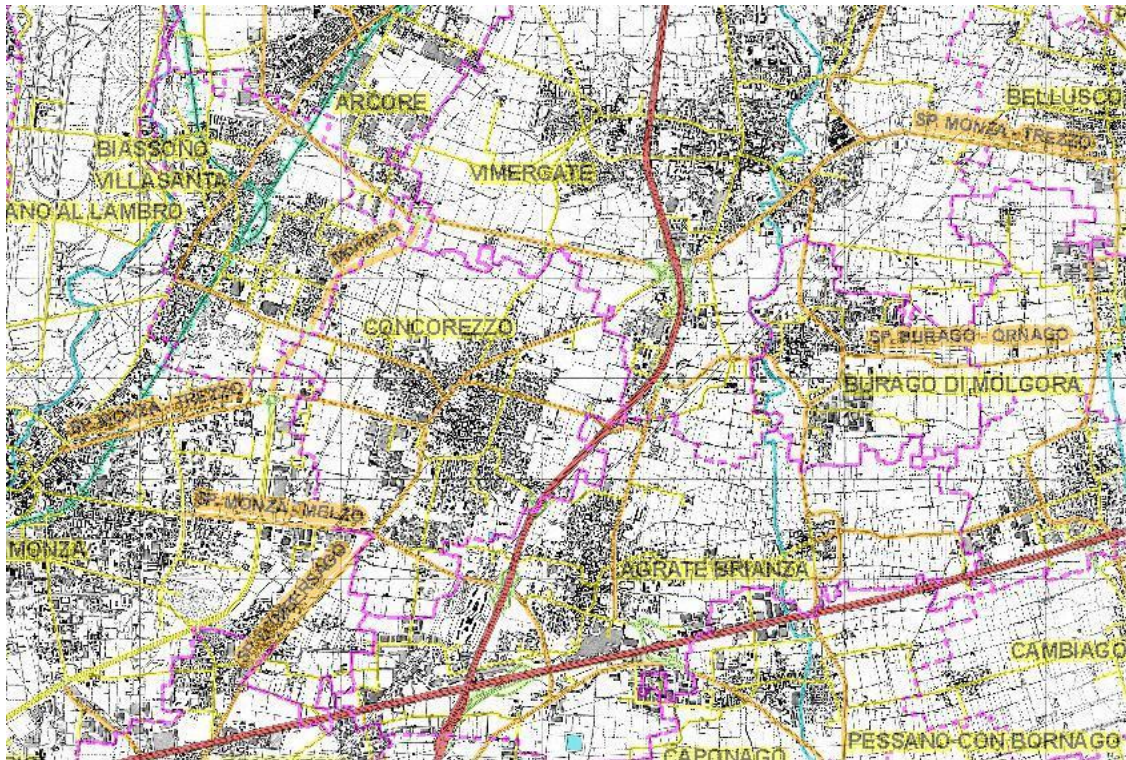 ARCORE
BELLUSCO
SP. MONZA - TREZZO
BIASSONO
VIMERGATE
VILLASANTA
ANO AL LAMBRO
CONCOREZZO
SP. BURAGO - ORNAGO
BURAGO DI MOLGORA
SP. MONZA - TREZZO
SP. MONZA - MELZO
MONZA
AGRATE BRIANZA
CAMBIAGO
PESSANO CON BORNAGO
CAPONAGO